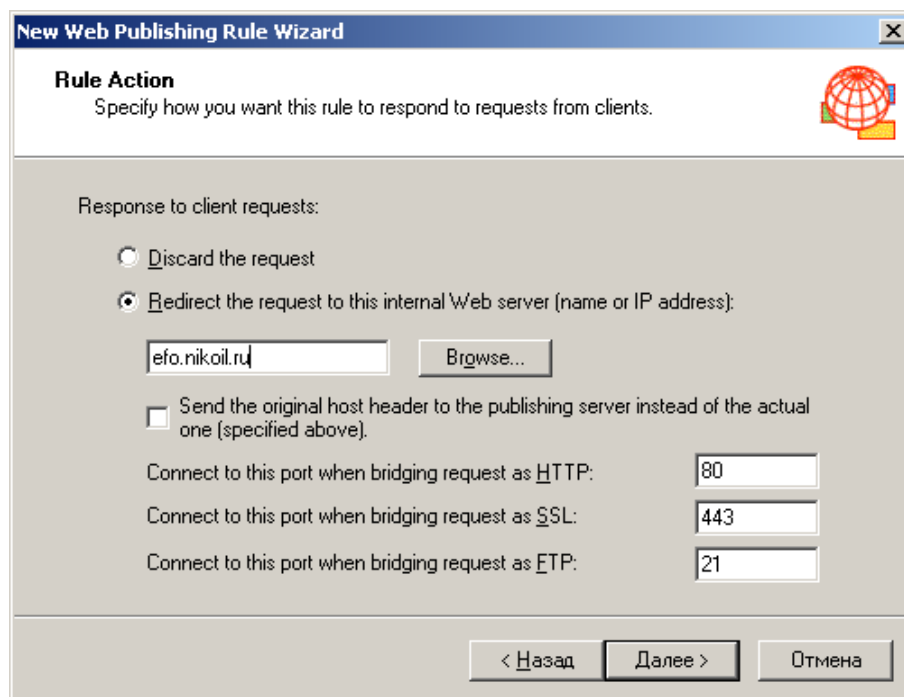 New Web Publishing Rule Wizard
Rule Action
Specify how you want this rule to respond to requests from clients.
Response to client requests:
Discard the request
Redirect the request to this internal Web server (name or IP address):
efo.nikoil.ru
Browse...
Send the original host header to the publishing server instead of the actual
one (specified above).
Connect to this port when bridging request as HTTP:
80
Connect to this port when bridging request as SSL:
443
Connect to this port when bridging request as FTP:
21
< Назад
Далее >
Отмена